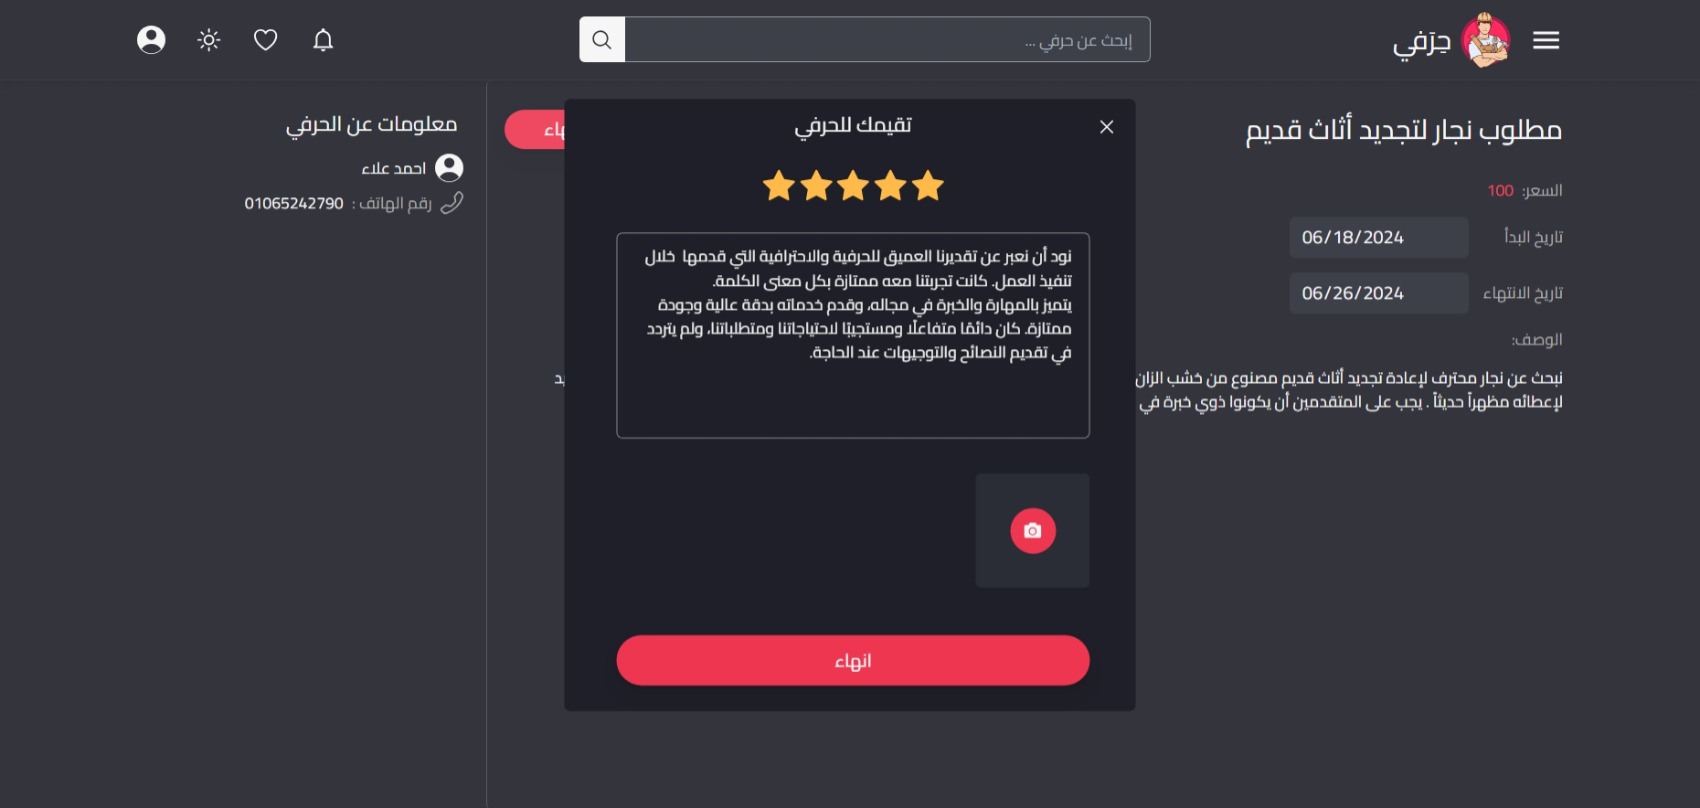 حِرَفي
إبحث عن حرفي ...
مطلوب نجار لتجديد أثاث قديم
السعر: 100
تاريخ البدأ 06/18/2024
تاريخ الانتهاء 06/26/2024
الوصف:
نبحث عن نجار محترف لإعادة تجديد أثاث قديم مصنوع من خشب الزان
لإعطائه مظهراً حديثاً . يجب على المتقدمين أن يكونوا ذوي خبرة في
تقيمك للحرفي
نود أن نعبر عن تقديرنا العميق للحرفية والاحترافية التي قدمها خلال
تنفيذ العمل. كانت تجربتنا معه ممتازة بكل معنى الكلمة.
يتميز بالمهارة والخبرة في مجاله، وقدم خدماته بدقة عالية وجودة
ممتازة. كان دائمًا متفاعلًا ومستجيبًا لاحتياجاتنا ومتطلباتنا، ولم يتردد
في تقديم النصائح والتوجيهات عند الحاجة.
انهاء
معلومات عن الحرفي
احمد علاء
رقم الهاتف : 01065242790